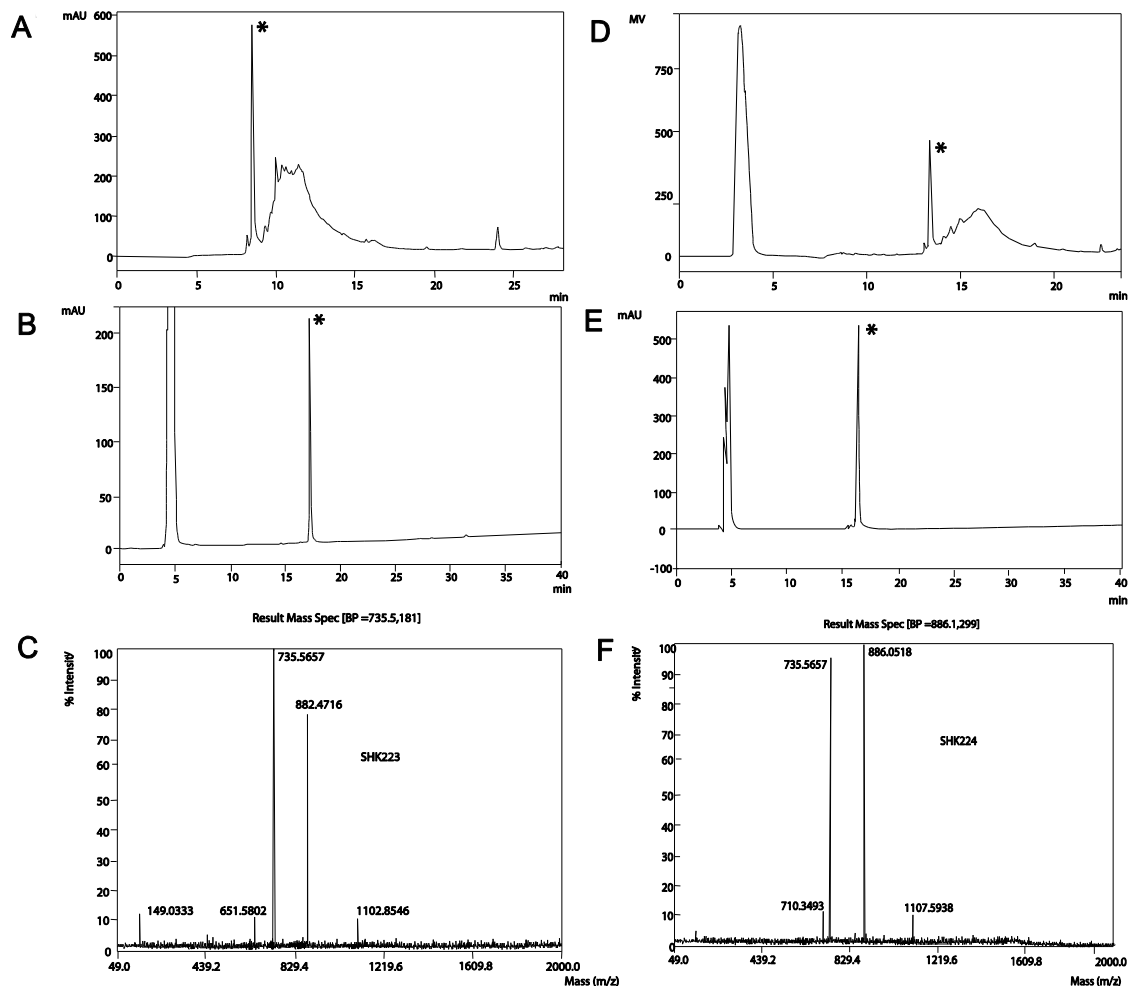 A
mAU
600
500
400
300
200
100
0
*
0 5 10 15 20 25
min
B
mAU
200
150
100
50
0
*
0 5 10 15 20 25 30 35 40
min
Result Mass Spec [BP =735.5,181]
C
% Intensity
100
90
80
70
60
50
40
30
20
10
0
735.5657
882.4716
SHK223
149.0333
651.5802
1102.8546
49.0 439.2 829.4 1219.6 1609.8 2000.0
Mass (m/z)
D
MV
750
500
250
0
*
0 5 10 15 20
min
E
mAU
500
400
300
200
100
0
-100
*
0 5 10 15 20 25 30 35 40
min
Result Mass Spec [BP =886.1,299]
F
% Intensity
100
90
80
70
60
50
40
30
20
10
0
735.5657
886.0518
SHK224
710.3493
1107.5938
49.0 439.2 829.4 1219.6 1609.8 2000.0
Mass (m/z)